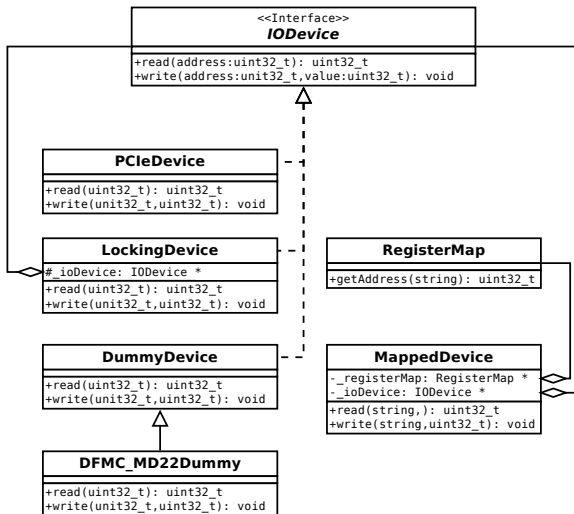 <<Interface>>
IODevice
+read(address:uint32_t): uint32_t
+write(address:unit32_t,value:uint32_t): void
PCIeDevice
+read(uint32_t): uint32_t
+write(unit32_t,uint32_t): void
LockingDevice
#_ioDevice: IODevice *
+read(uint32_t): uint32_t
+write(unit32_t,uint32_t): void
RegisterMap
+getAddress(string): uint32_t
DummyDevice
+read(uint32_t): uint32_t
+write(unit32_t,uint32_t): void
MappedDevice
-_registerMap: RegisterMap *
-_ioDevice: IODevice *
+read(string,): uint32_t
+write(string,uint32_t): void
DFMC_MD22Dummy
+read(uint32_t): uint32_t
+write(unit32_t,uint32_t): void